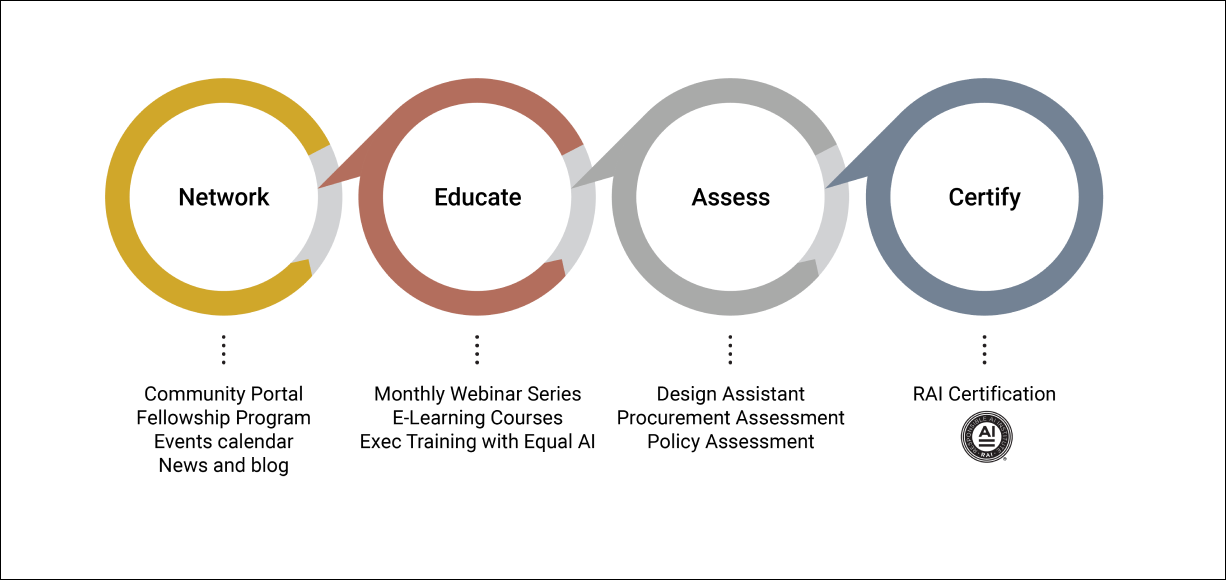 Network
Educate
Assess
Certify
Community Portal
Fellowship Program
Events calendar
News and blog
Monthly Webinar Series
E-Learning Courses
Exec Training with Equal AI
Design Assistant
Procurement Assessment
Policy Assessment
RAI Certification
AI
RAI